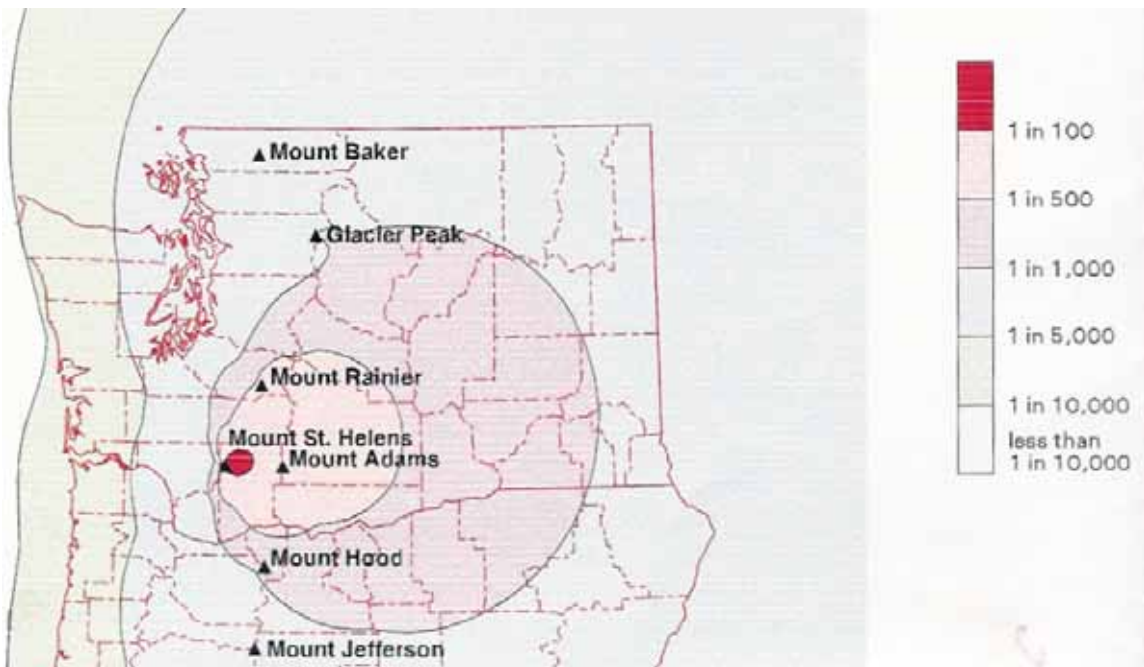 Mount Baker
Glacier Peak
Mount Rainier
Mount St. Helens
Mount Adams
Mount Hood
Mount Jefferson
1 in 100
1 in 500
1 in 1,000
1 in 5,000
1 in 10,000
less than
1 in 10,000